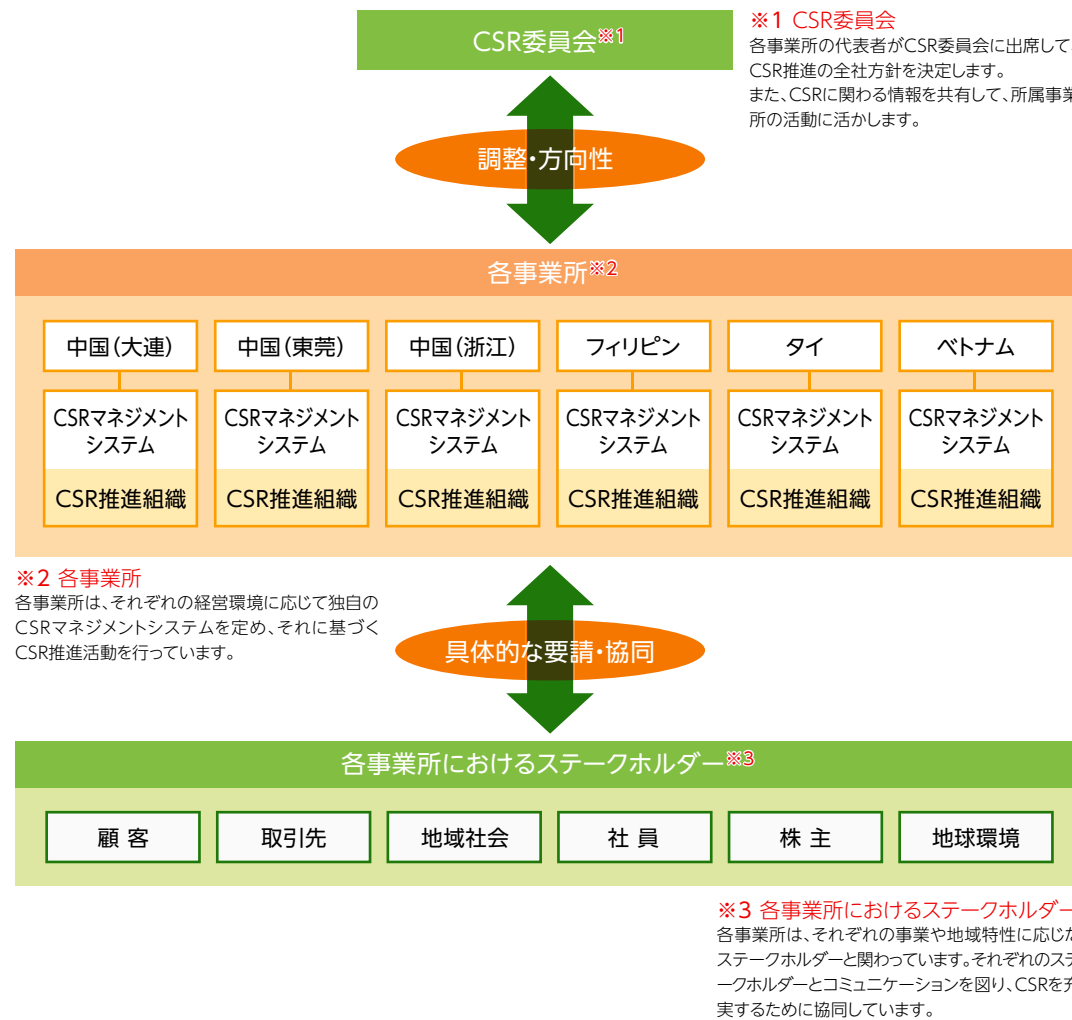 CSR委員会※1
※1 CSR委員会
各事業所の代表者がCSR委員会に出席して
CSR推進の全社方針を決定します。
また、CSRに関わる情報を共有して、所属事業
所の活動に活かします。
調整・方向性
各事業所※2
中国(大連) 中国(東莞) 中国(浙江) フィリピン タイ ベトナム
CSRマネジメント CSRマネジメント CSRマネジメント CSRマネジメント CSRマネジメント CSRマネジメント
システム システム システム システム システム システム
CSR推進組織 CSR推進組織 CSR推進組織 CSR推進組織 CSR推進組織 CSR推進組織
※2 各事業所
各事業所は、それぞれの経営環境に応じて独自の
CSRマネジメントシステムを定め、それに基づく
CSR推進活動を行っています。
具体的な要請・協同
各事業所におけるステークホルダー※3
顧 客 取引先 地域社会 社 員 株 主 地球環境
※3 各事業所におけるステークホルダー
各事業所は、それぞれの事業や地域特性に応じた
ステークホルダーと関わっています。それぞれのステ
ークホルダーとコミュニケーションを図り、CSRを充
実するために協同しています。